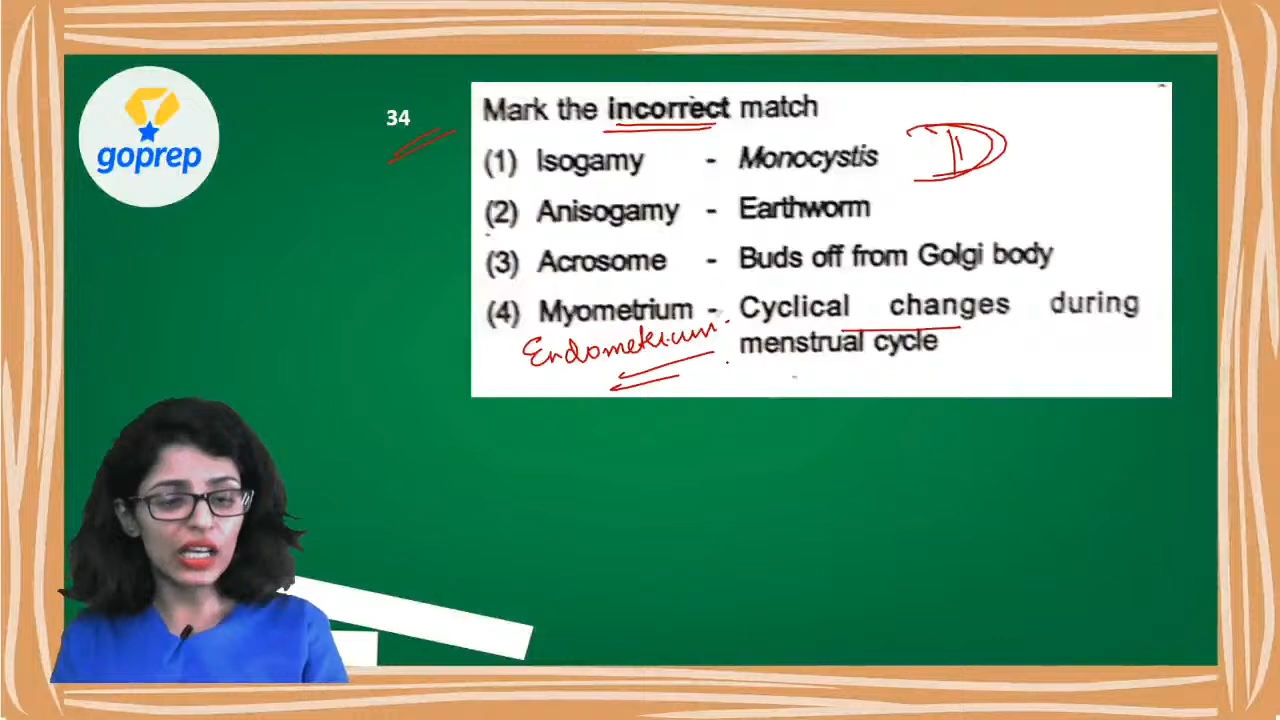 goprep
34
Mark the incorrect match
(1) Isogamy - Monocystis
D
(2) Anisogamy - Earthworm
(3) Acrosome - Buds off from Golgi body
(4) Myometrium - Cyclical changes during
Endometrium
menstrual cycle